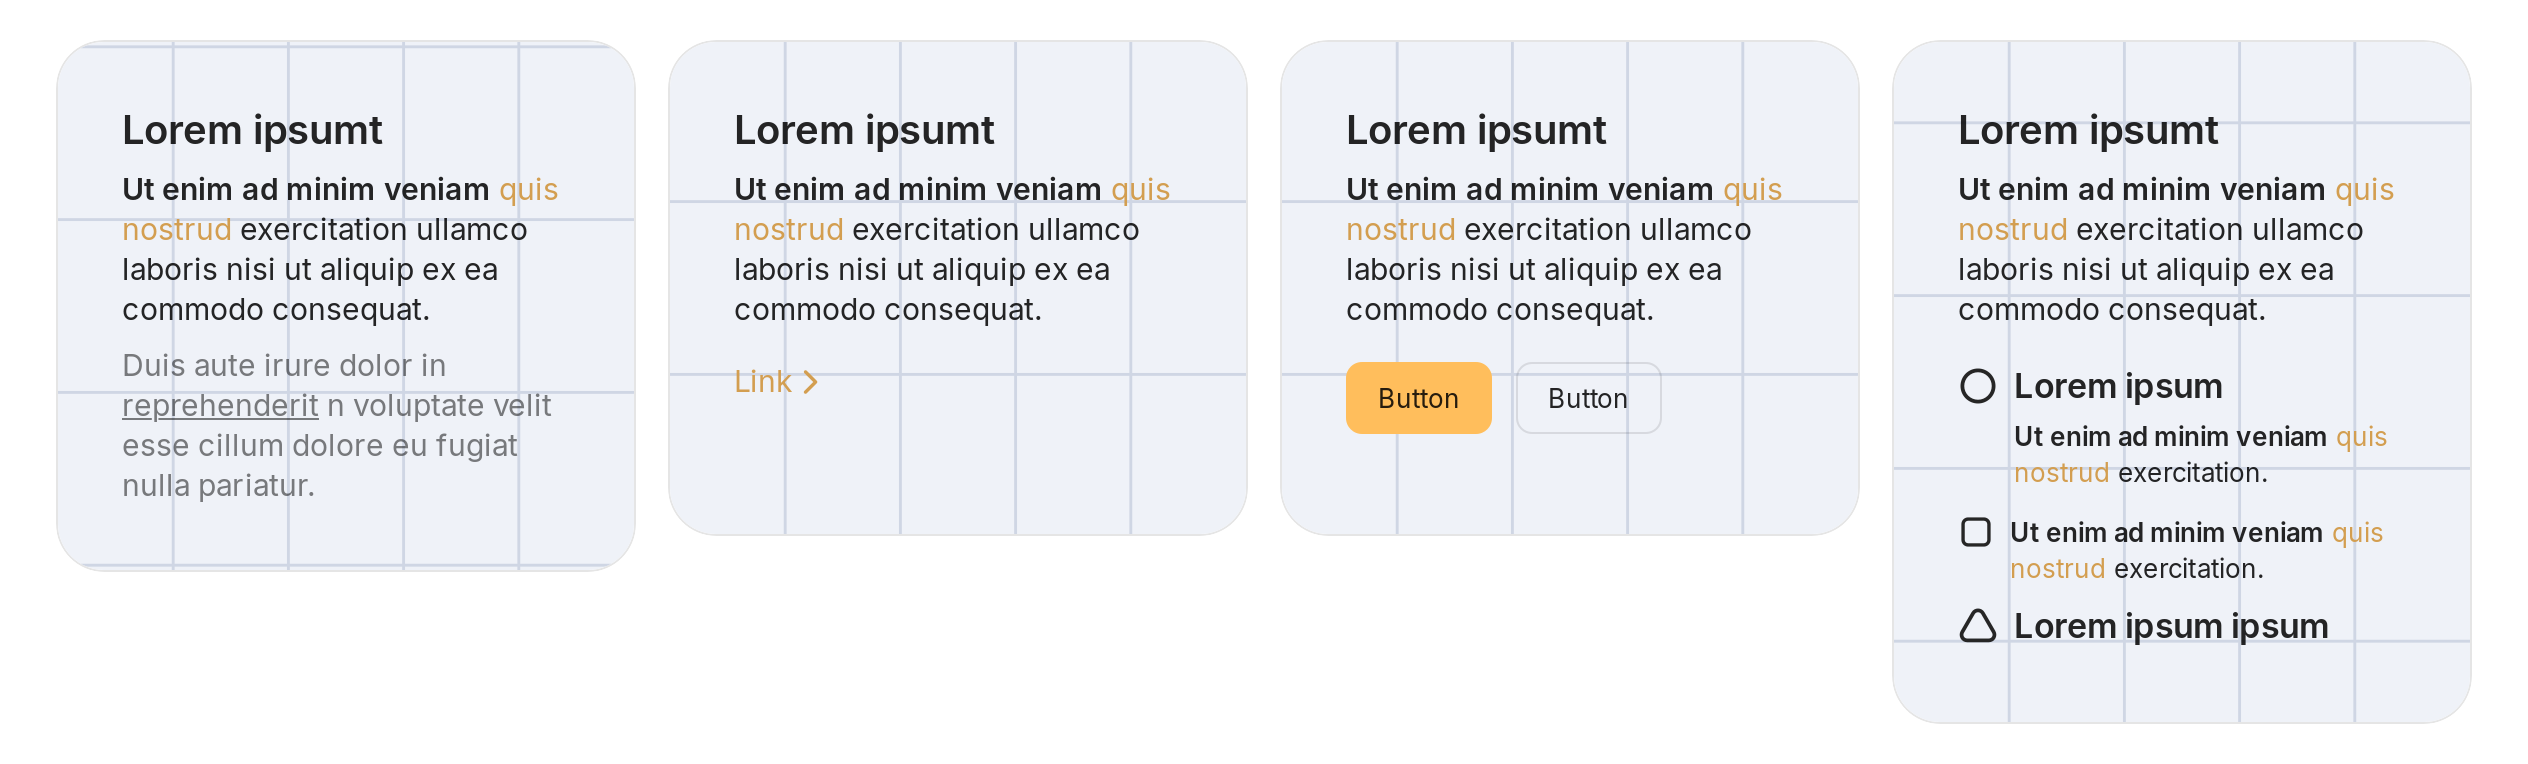 Lorem ipsumt
Ut enim ad minim veniam quis
nostrud exercitation ullamco
laboris nisi ut aliquip ex ea
commodo consequat.
Duis aute irure dolor in
reprehenderit n voluptate velit
esse cillum dolore eu fugiat
nulla pariatur.
Lorem ipsumt
Ut enim ad minim veniam quis
nostrud exercitation ullamco
laboris nisi ut aliquip ex ea
commodo consequat.
Link
Lorem ipsumt
Ut enim ad minim veniam quis
nostrud exercitation ullamco
laboris nisi ut aliquip ex ea
commodo consequat.
Button Button
Lorem ipsumt
Ut enim ad minim veniam quis
nostrud exercitation ullamco
laboris nisi ut aliquip ex ea
commodo consequat.
Lorem ipsum
Ut enim ad minim veniam quis
nostrud exercitation.
Ut enim ad minim veniam quis
nostrud exercitation.
Lorem ipsum ipsum